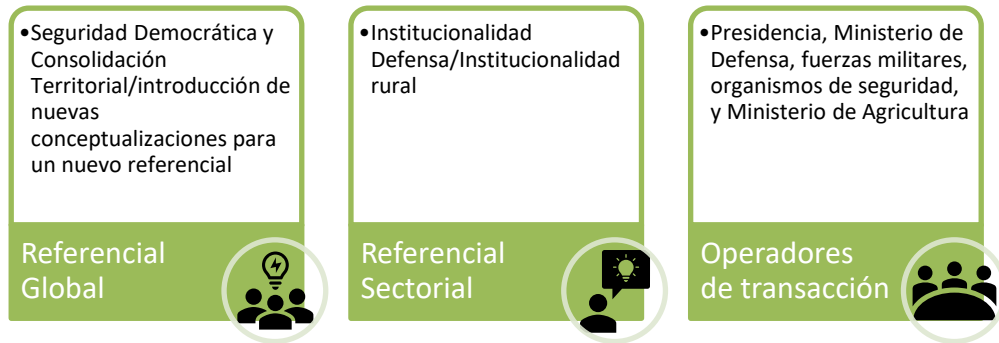 •Seguridad Democrática y
Consolidación
Territorial/introducción de
nuevas
conceptualizaciones para
un nuevo referencial
Referencial
Global
•Institucionalidad
Defensa/Institucionalidad
rural
Referencial
Sectorial
•Presidencia, Ministerio de
Defensa, fuerzas militares,
organismos de seguridad,
y Ministerio de Agricultura
Operadores
de transacción